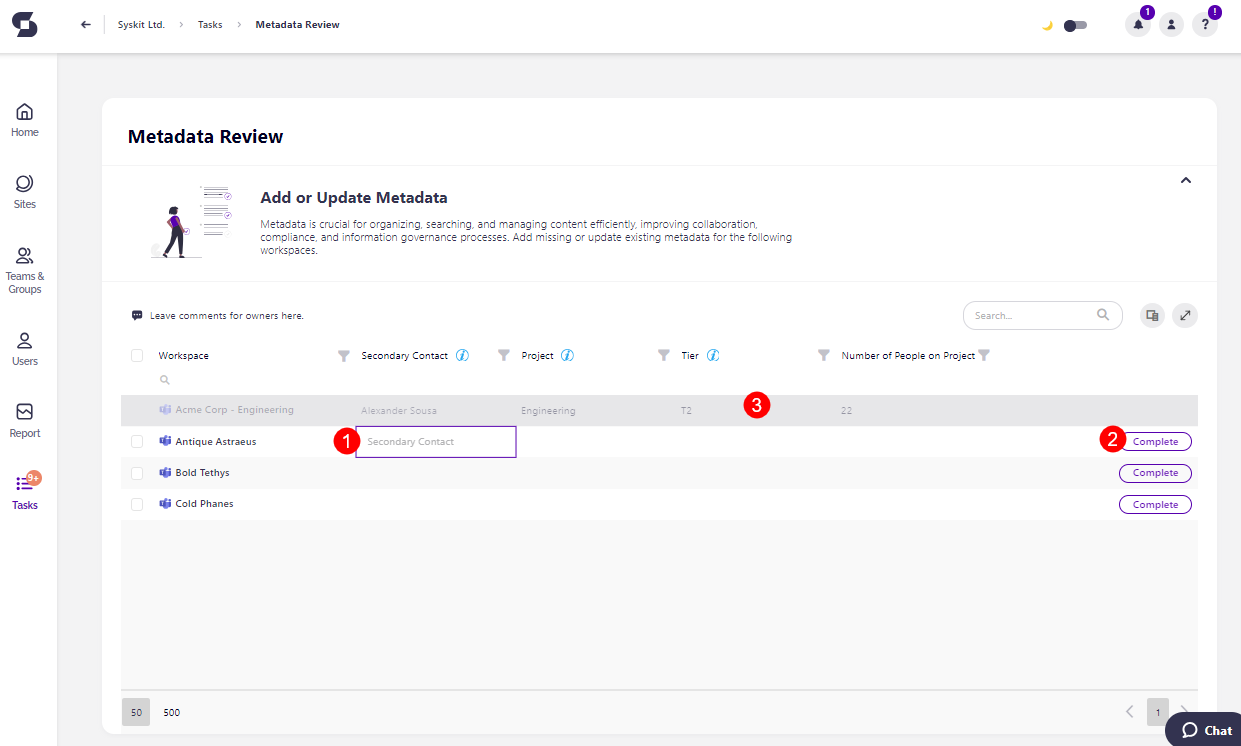 Syskit Ltd. > Tasks > Metadata Review
1
!
?
Home
Sites
Teams &
Groups
Users
Report
9+
Tasks
Metadata Review
Add or Update Metadata
Metadata is crucial for organizing, searching, and managing content efficiently, improving collaboration,
compliance, and information governance processes. Add missing or update existing metadata for the following
workspaces.
Leave comments for owners here.
Search...
Workspace Secondary Contact i Project i Tier i Number of People on Project
Acme Corp - Engineering Alexander Sousa Engineering T2 3 22
Antique Astraeus 1 Secondary Contact 2 Complete
Bold Tethys Complete
Cold Phanes Complete
50 500 1
Chat